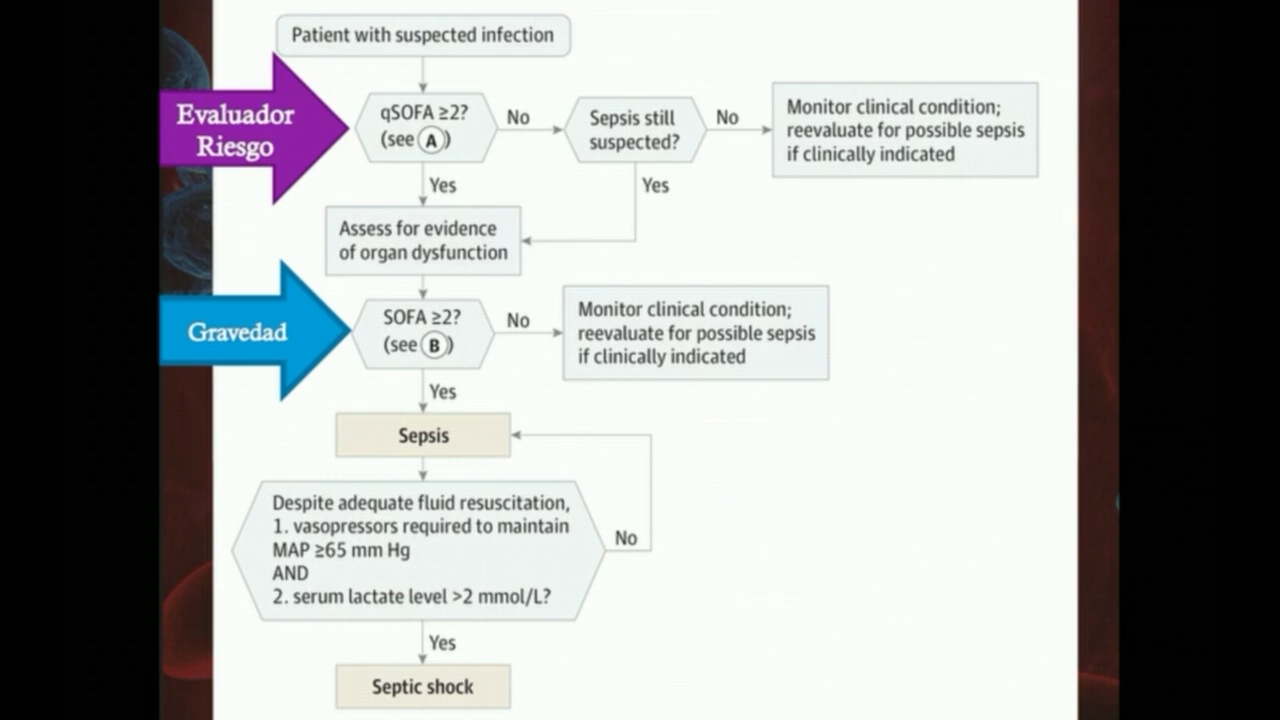 Patient with suspected infection
Evaluador
Riesgo
qSOFA ≥2?
(see A)
No
Sepsis still
suspected?
No
Monitor clinical condition;
reevaluate for possible sepsis
if clinically indicated
Yes
Yes
Assess for evidence
of organ dysfunction
Gravedad
SOFA ≥2?
(see B)
No
Monitor clinical condition;
reevaluate for possible sepsis
if clinically indicated
Yes
Sepsis
Despite adequate fluid resuscitation,
1. vasopressors required to maintain
MAP ≥65 mm Hg
AND
2. serum lactate level >2 mmol/L?
No
Yes
Septic shock